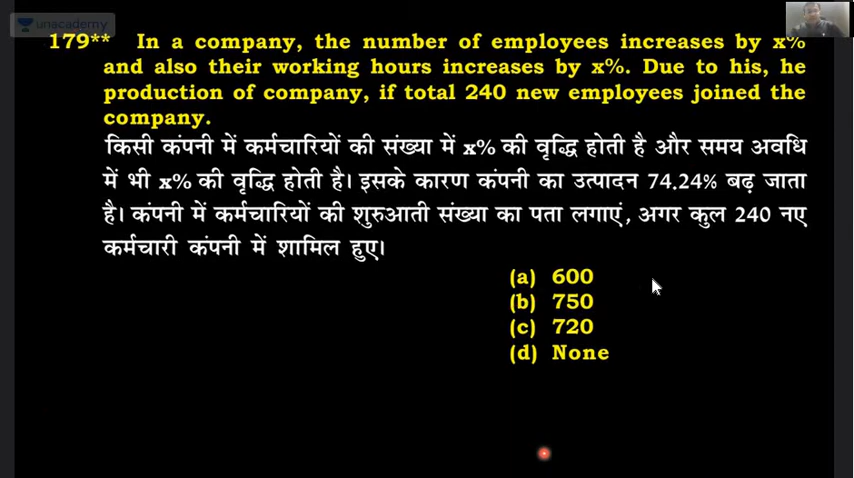 unacademy
179** In a company, the number of employees increases by x%
and also their working hours increases by x%. Due to his, he
production of company, if total 240 new employees joined the
company.
किसी कंपनी में कर्मचारियों की संख्या में x% की वृद्धि होती है और समय अवधि
में भी x% की वृद्धि होती है। इसके कारण कंपनी का उत्पादन 74.24% बढ़ जाता
है। कंपनी में कर्मचारियों की शुरुआती संख्या का पता लगाएं, अगर कुल 240 नए
कर्मचारी कंपनी में शामिल हुए।
(a) 600
(b) 750
(c) 720
(d) None